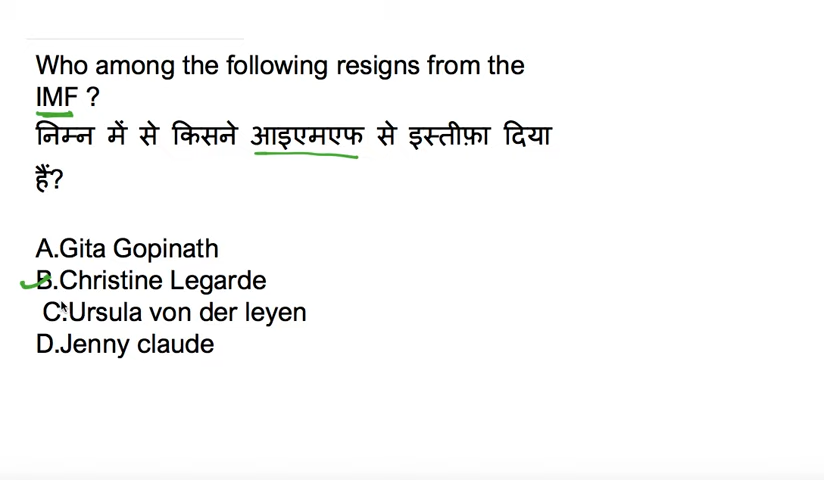 Who among the following resigns from the
IMF ?
निम्न में से किसने आइएमएफ से इस्तीफ़ा दिया
हैं?
A.Gita Gopinath
B.Christine Legarde
C.Ursula von der leyen
D.Jenny claude